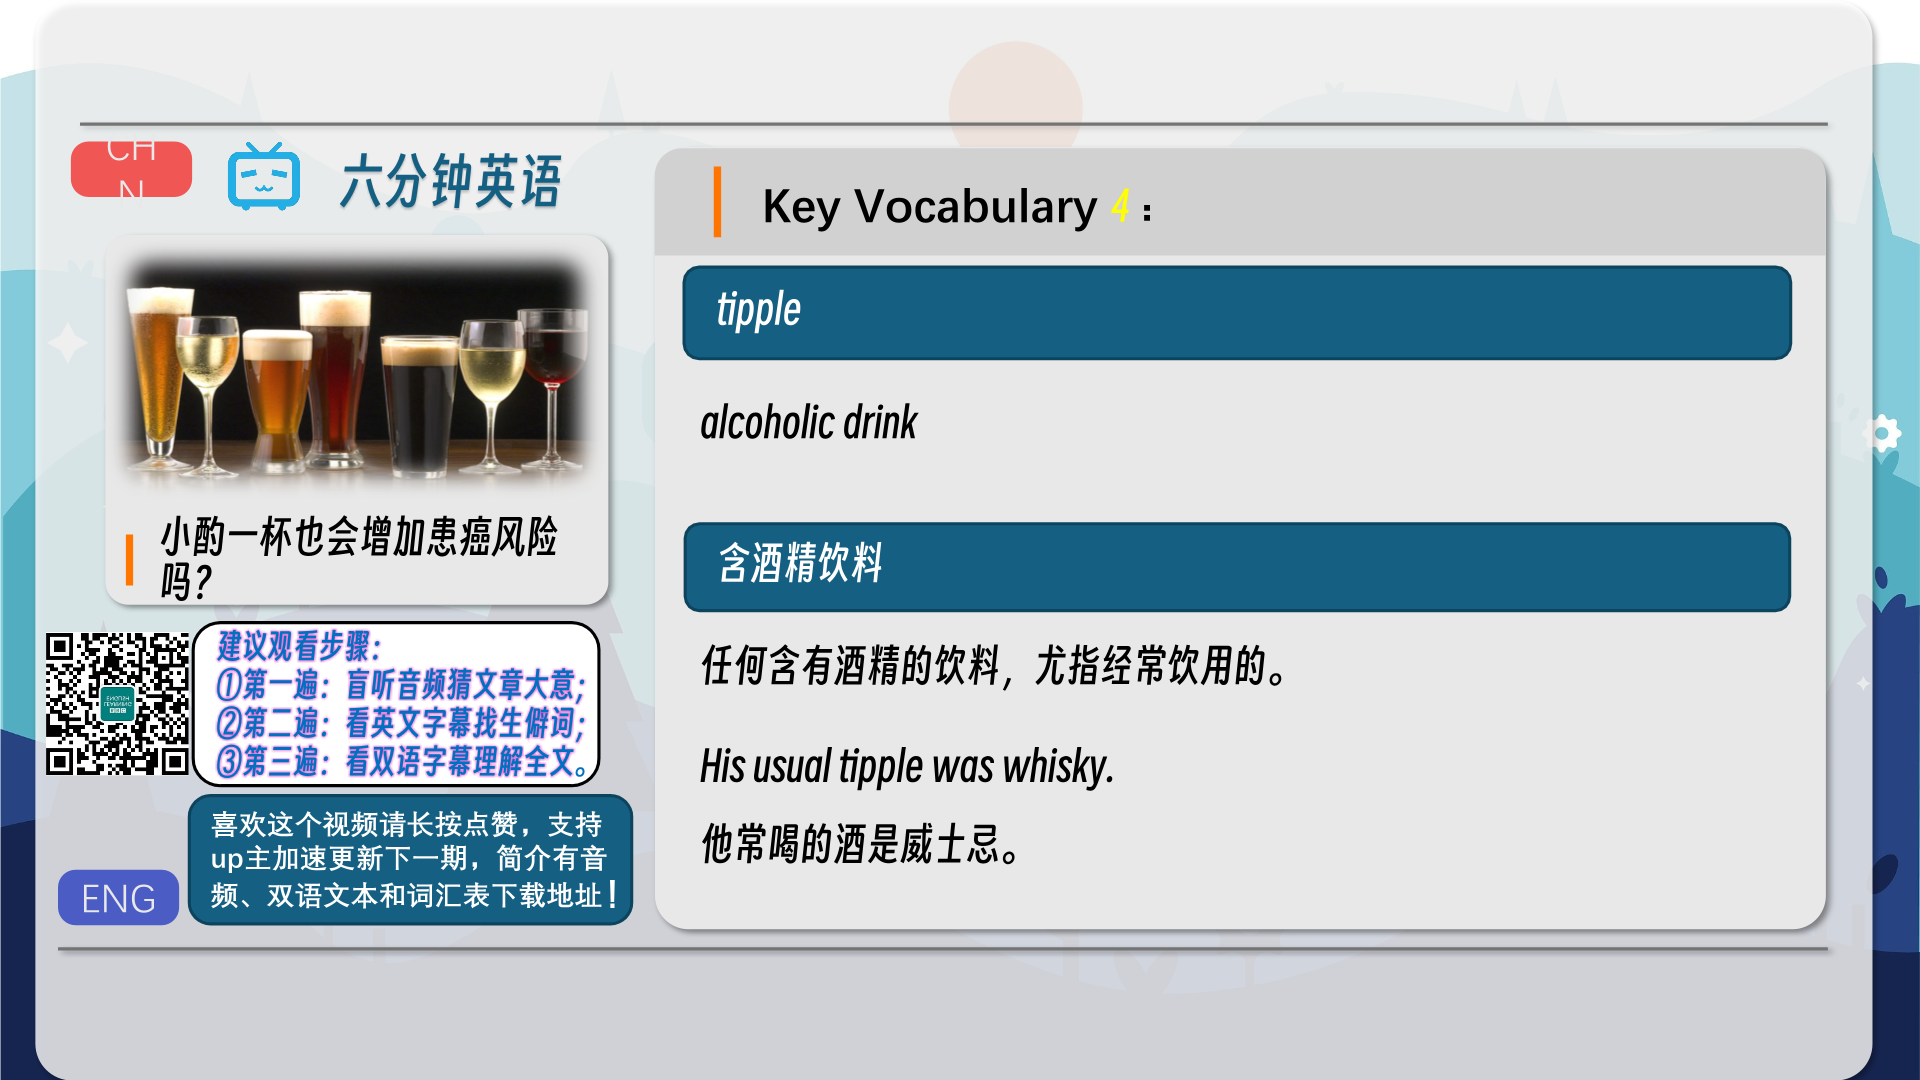 CH
N
六分钟英语
小酌一杯也会增加患癌风险
吗？
建议观看步骤：
①第一遍：盲听音频猜文章大意；
②第二遍：看英文字幕找生僻词；
③第三遍：看双语字幕理解全文。
喜欢这个视频请长按点赞，支持
up主加速更新下一期，简介有音
频、双语文本和词汇表下载地址！
ENG
Key Vocabulary 4：
tipple
alcoholic drink
含酒精饮料
任何含有酒精的饮料，尤指经常饮用的。
His usual tipple was whisky.
他常喝的酒是威士忌。